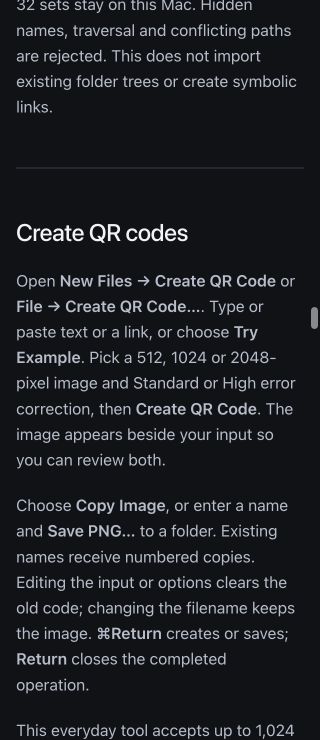 32 sets stay on this Mac. Hidden
names, traversal and conflicting paths
are rejected. This does not import
existing folder trees or create symbolic
links.
Create QR codes
Open New Files → Create QR Code or
File → Create QR Code.... Type or
paste text or a link, or choose Try
Example. Pick a 512, 1024 or 2048-
pixel image and Standard or High error
correction, then Create QR Code. The
image appears beside your input so
you can review both.
Choose Copy Image, or enter a name
and Save PNG... to a folder. Existing
names receive numbered copies.
Editing the input or options clears the
old code; changing the filename keeps
the image. ⌘Return creates or saves;
Return closes the completed
operation.
This everyday tool accepts up to 1,024